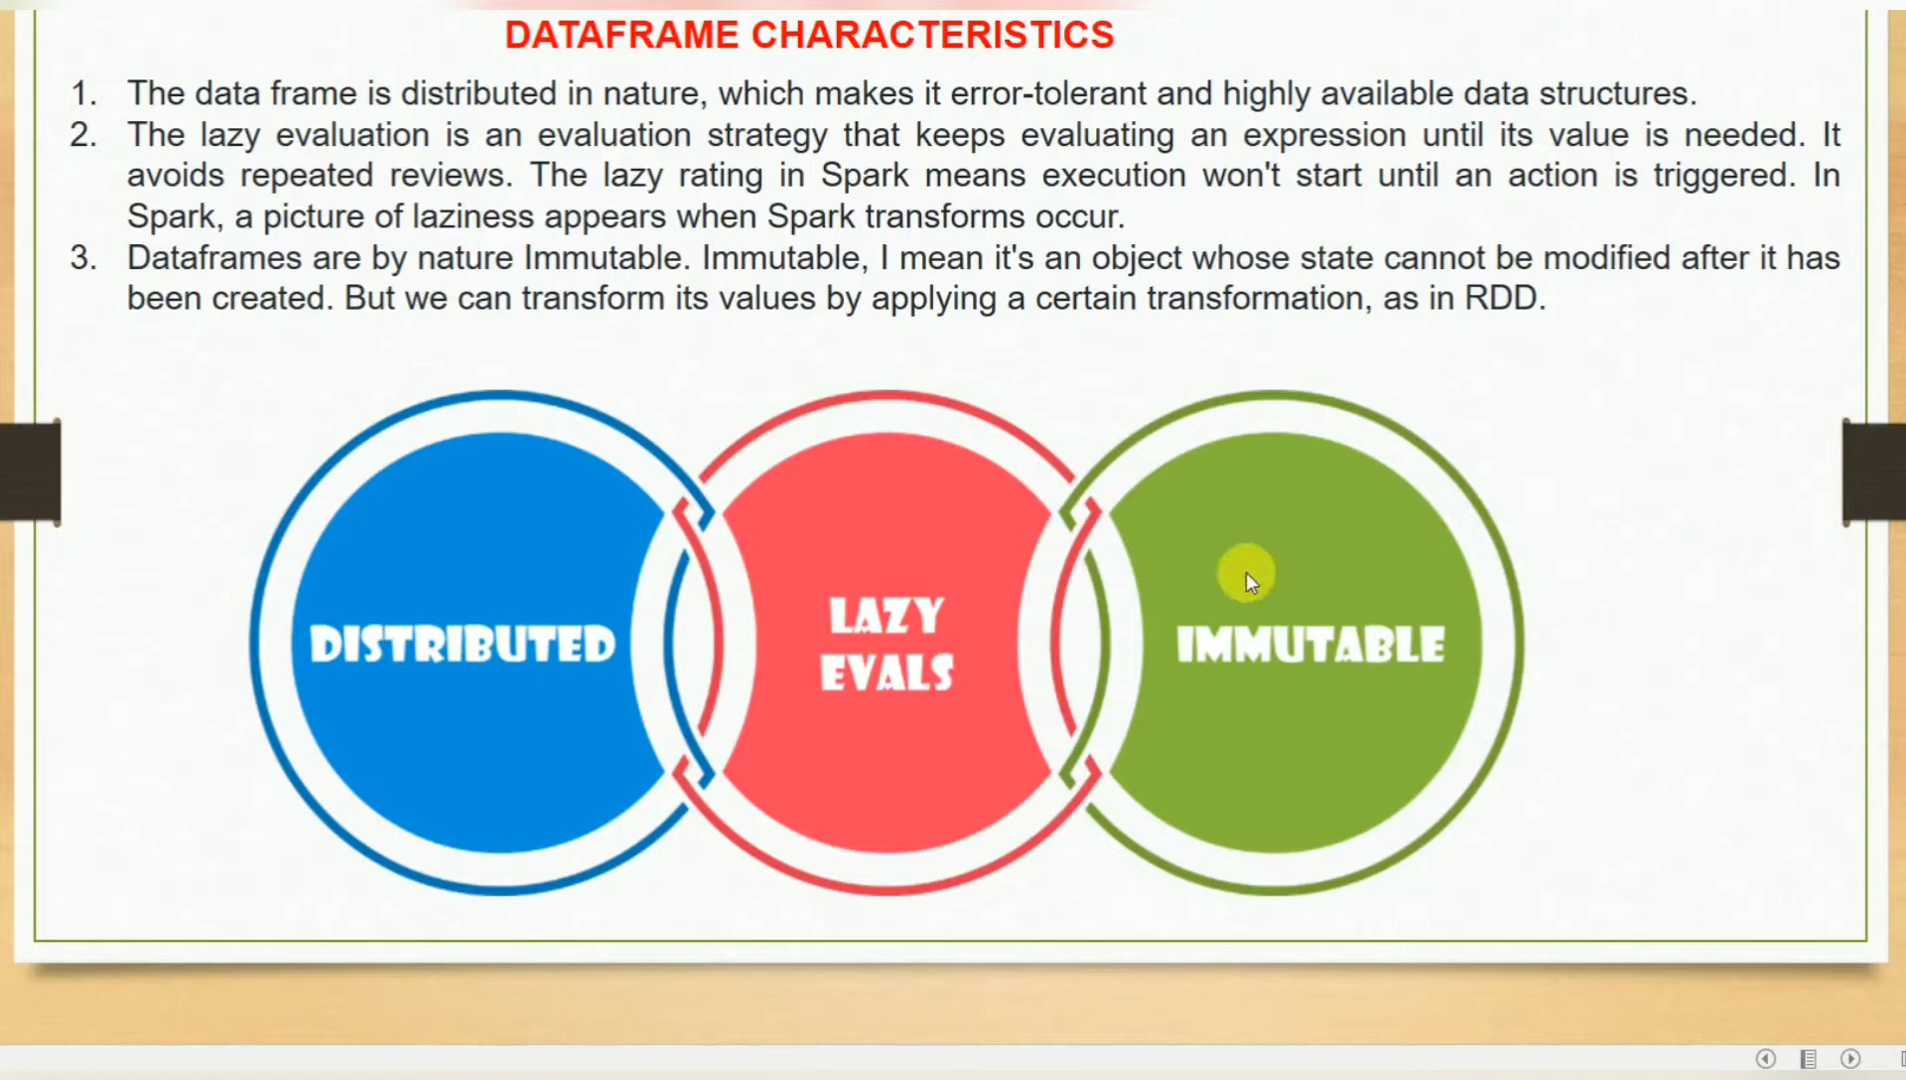 DATAFRAME CHARACTERISTICS
1. The data frame is distributed in nature, which makes it error-tolerant and highly available data structures.
2. The lazy evaluation is an evaluation strategy that keeps evaluating an expression until its value is needed. It
avoids repeated reviews. The lazy rating in Spark means execution won't start until an action is triggered. In
Spark, a picture of laziness appears when Spark transforms occur.
3. Dataframes are by nature Immutable. Immutable, I mean it's an object whose state cannot be modified after it has
been created. But we can transform its values by applying a certain transformation, as in RDD.
DISTRIBUTED
LAZY
EVALS
IMMUTABLE